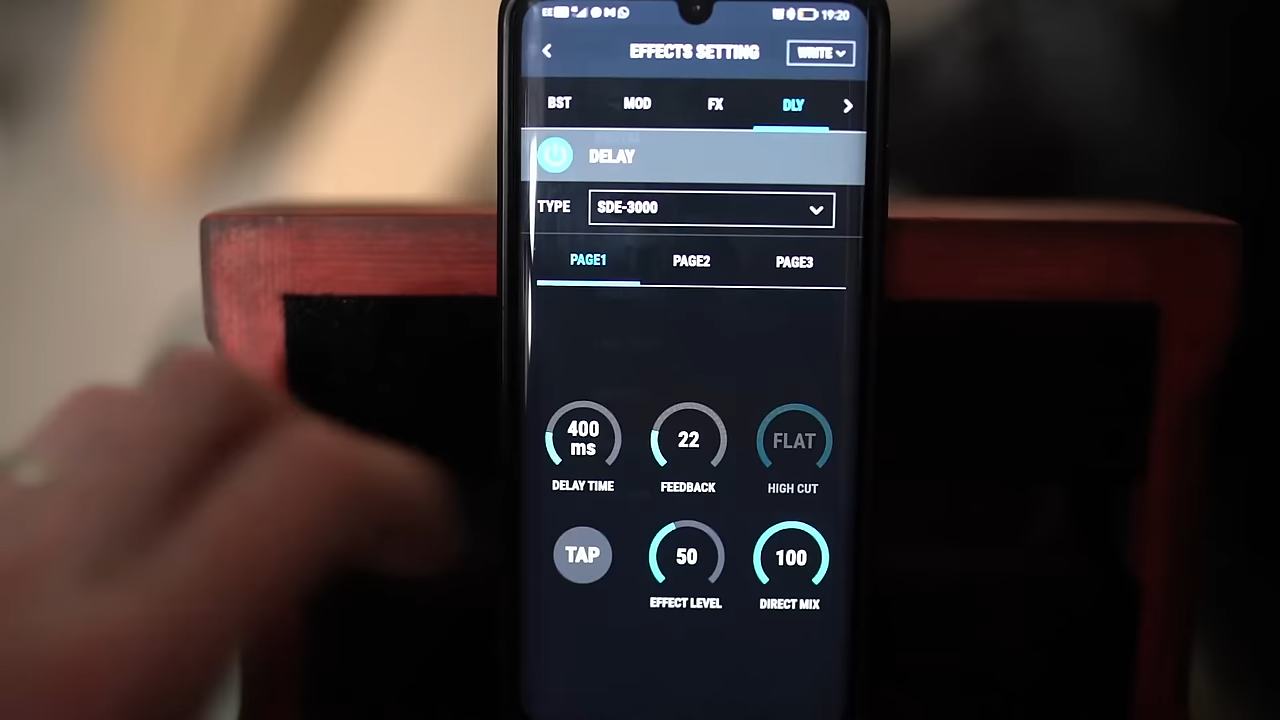 EE 19:20
EFFECTS SETTING WRITE
BST MOD FX DLY
DELAY
TYPE SDE-3000
PAGE1 PAGE2 PAGE3
400 ms 22 FLAT
DELAY TIME FEEDBACK HIGH CUT
TAP 50 100
EFFECT LEVEL DIRECT MIX